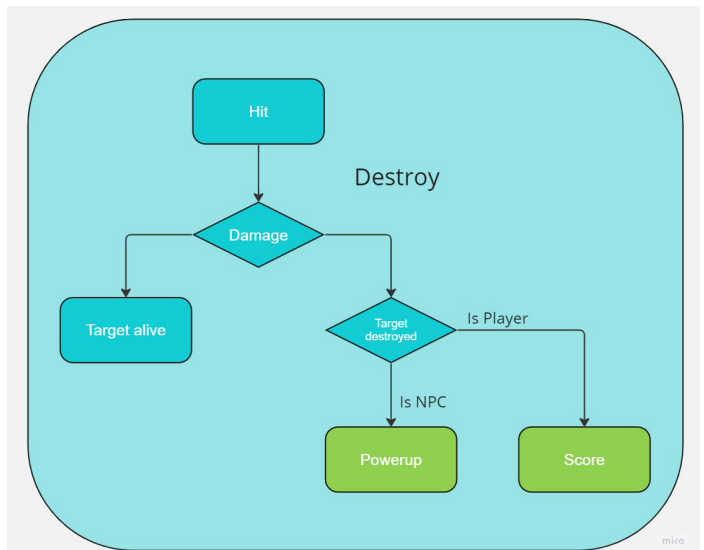 Hit
Destroy
Damage
Target alive
Target
destroyed
Is Player
Is NPC
Powerup
Score
miro